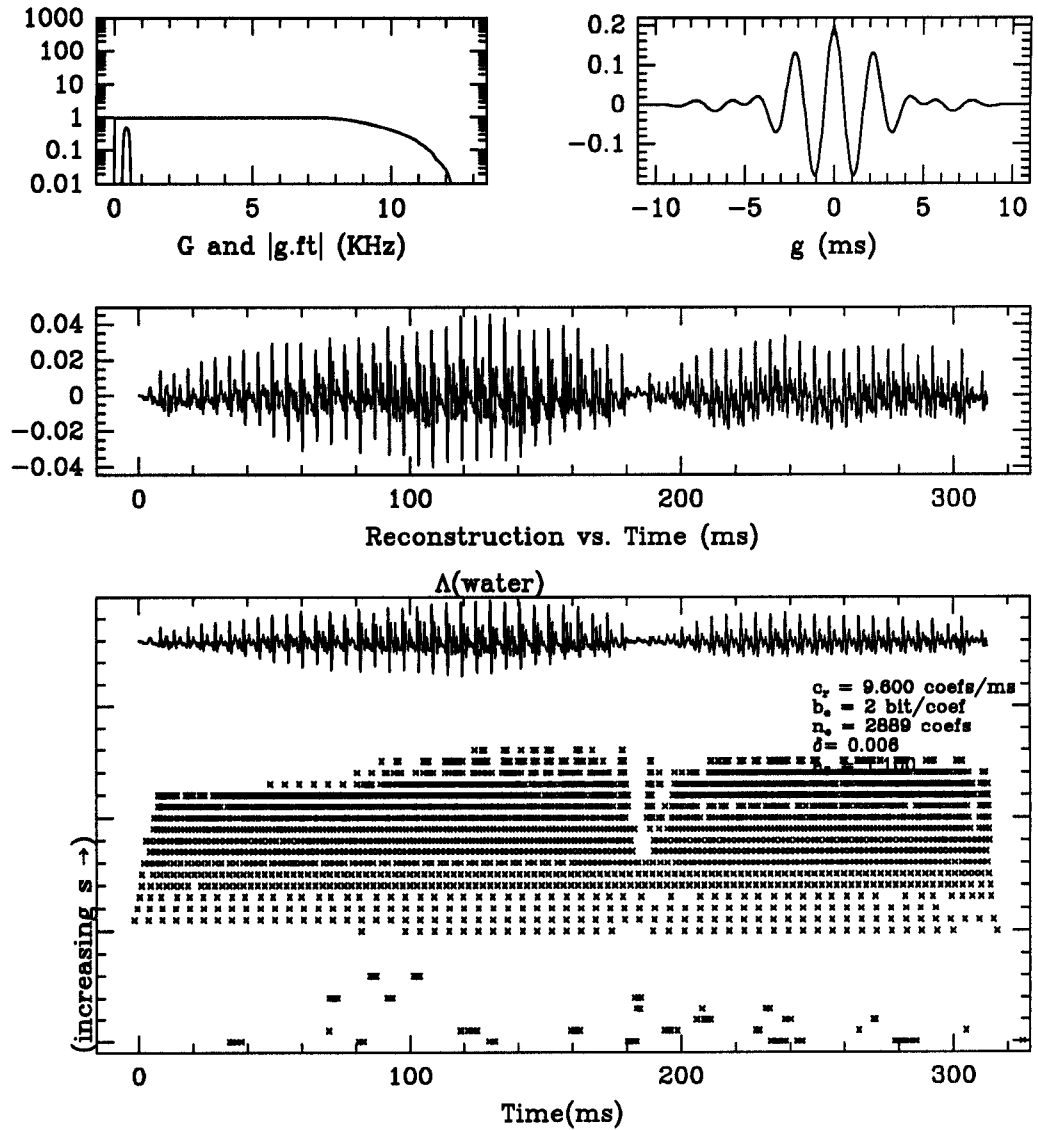 1000
100
10
1
0.1
0.01
0 5 10
G and |g.ft| (KHz)
0.2
0.1
0
−0.1
−10 −5 0 5 10
g (ms)
0.04
0.02
0
−0.02
−0.04
0 100 200 300
Reconstruction vs. Time (ms)
Λ(water)
c_r = 9.600 coefs/ms
= 2 bit/coef
= 2889 coefs
δ= 0.006
(increasing s →)
0 100 200 300
Time(ms)